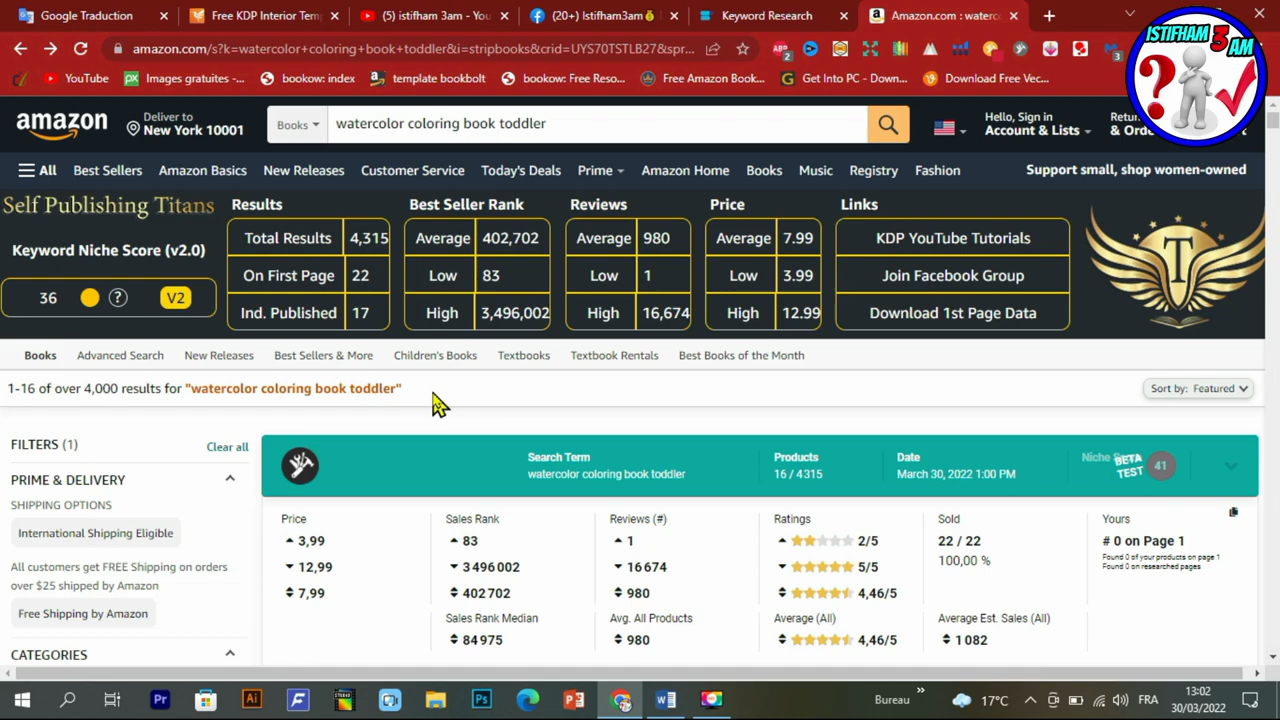 Google Traduction
Free KDP Interior Tem
(5) istifham 3am - You
(20+) Istifham3am
Keyword Research
Amazon.com : waterc
ISTIFHAM
3 AM
amazon.com/s?k=watercolor+coloring+book+toddler&i=stripbooks&crid=UYS70TSTLB27&spr...
YouTube
Images gratuites -...
bookow: index
template bookbolt
bookow: Free Reso...
Free Amazon Book...
Get Into PC - Down...
Download Free Vec...
amazon
Deliver to
New York 10001
Books
watercolor coloring book toddler
Hello, Sign in
Account & Lists
Retur
& Orde
All
Best Sellers
Amazon Basics
New Releases
Customer Service
Today's Deals
Prime
Amazon Home
Books
Music
Registry
Fashion
Support small, shop women-owned
Self Publishing Titans
Keyword Niche Score (v2.0)
36 ? V2
Results
Total Results 4,315
On First Page 22
Ind. Published 17
Best Seller Rank
Average 402,702
Low 83
High 3,496,002
Reviews
Average 980
Low 1
High 16,674
Price
Average 7.99
Low 3.99
High 12.99
Links
KDP YouTube Tutorials
Join Facebook Group
Download 1st Page Data
T
Books
Advanced Search
New Releases
Best Sellers & More
Children's Books
Textbooks
Textbook Rentals
Best Books of the Month
1-16 of over 4,000 results for "watercolor coloring book toddler"
Sort by: Featured
FILTERS (1)
Clear all
PRIME & DELIVERY
SHIPPING OPTIONS
International Shipping Eligible
All customers get FREE Shipping on orders
over $25 shipped by Amazon
Free Shipping by Amazon
CATEGORIES
Search Term
watercolor coloring book toddler
Products
16 / 4315
Date
March 30, 2022 1:00 PM
BETA
TEST
41
Price
3,99
12,99
7,99
Sales Rank
83
3 496 002
402 702
Sales Rank Median
84 975
Reviews (#)
1
16 674
980
Avg. All Products
980
Ratings
2/5
5/5
4,46/5
Average (All)
4,46/5
Sold
22 / 22
100,00 %
Average Est. Sales (All)
1 082
Yours
# 0 on Page 1
Found 0 of your products on page 1
Found 0 on researched pages
Bureau
17°C
FRA
13:02
30/03/2022